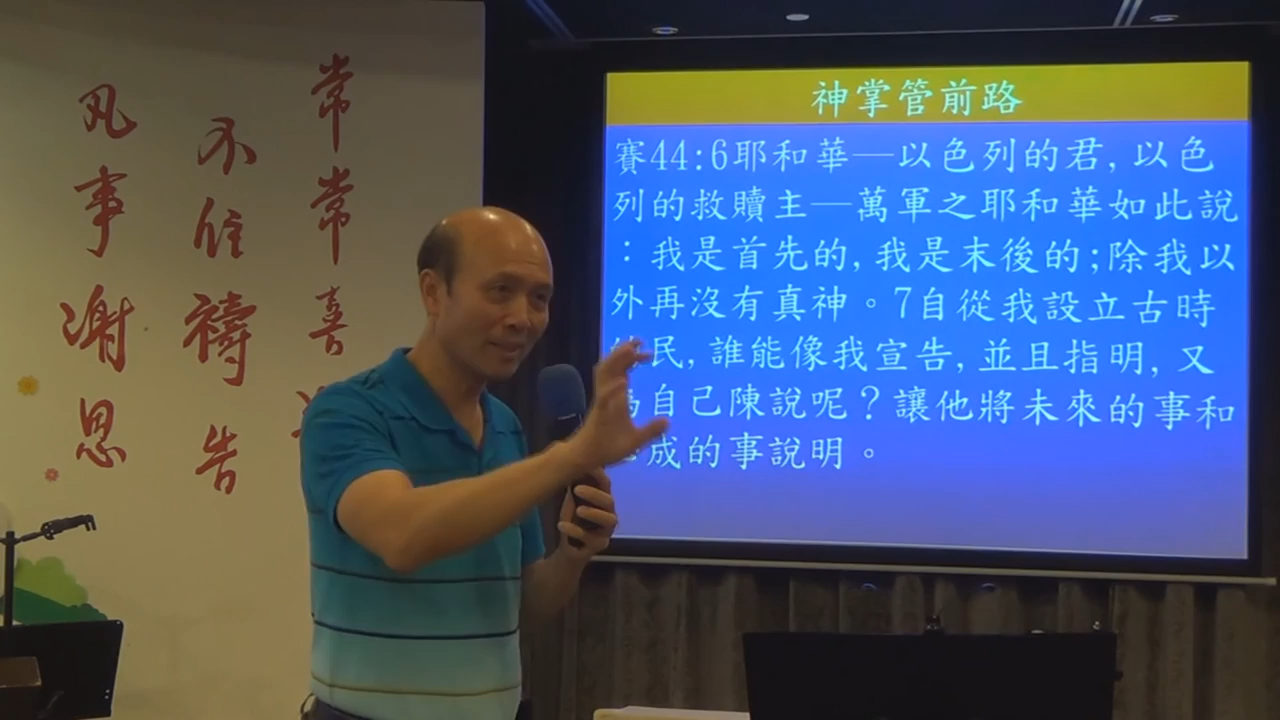 常常喜
不住禱告
凡事謝恩
神掌管前路
賽44:6耶和華—以色列的君,以色
列的救贖主—萬軍之耶和華如此說
:我是首先的,我是末後的;除我以
外再沒有真神。7自從我設立古時
民,誰能像我宣告,並且指明,又
自己陳說呢?讓他將未來的事和
成的事說明。